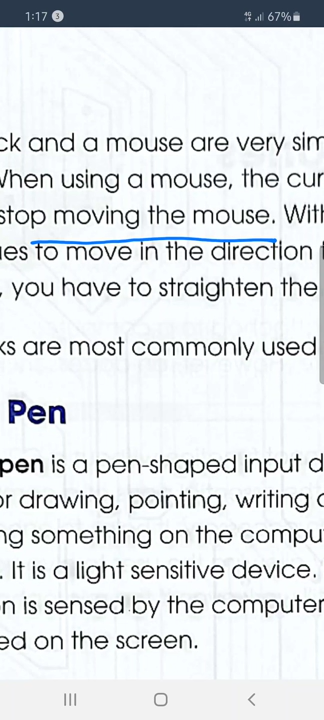 1:17 3 4G 67%
ck and a mouse are very sim
When using a mouse, the cur
stop moving the mouse. With
ues to move in the direction
, you have to straighten the
ks are most commonly used
Pen
pen is a pen-shaped input d
or drawing, pointing, writing o
ng something on the compu
. It is a light sensitive device.
n is sensed by the computer
ed on the screen.